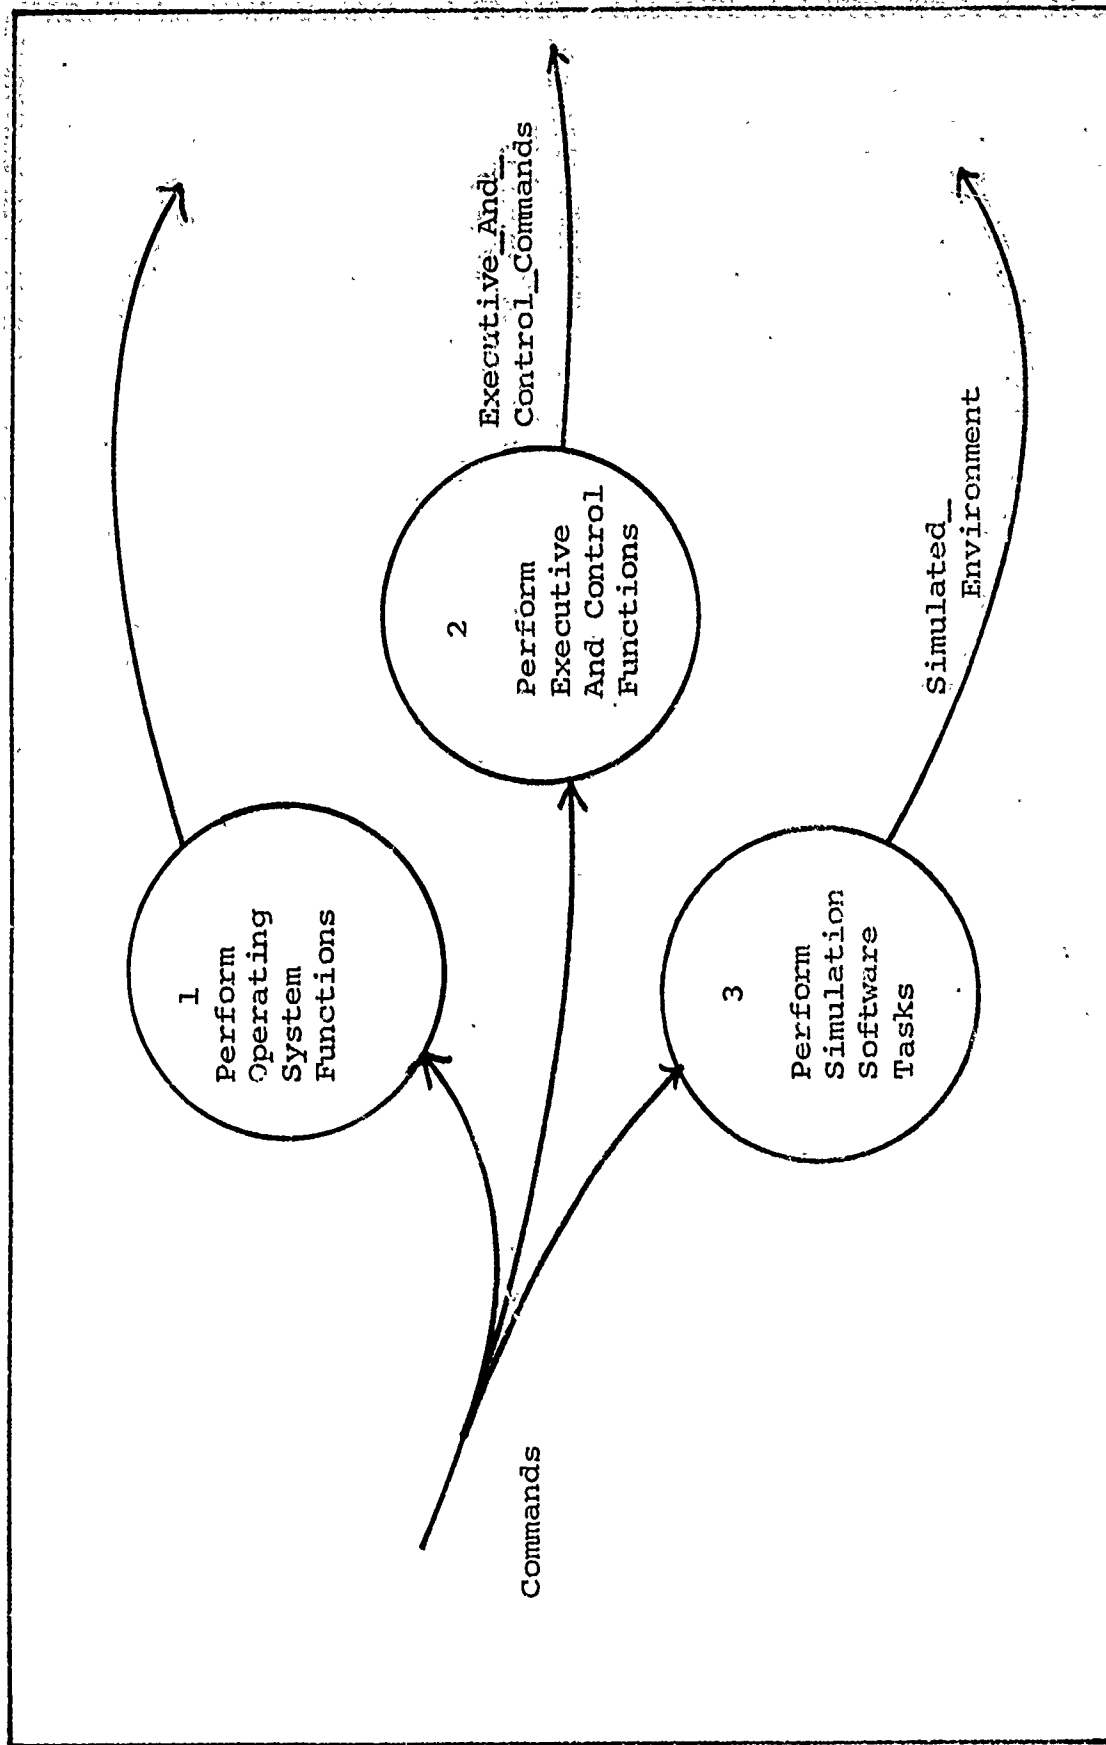 1
Perform
Operating
System
Functions
Executive_And_
Control_Commands
2
Perform
Executive
And Control
Functions
Commands
3
Perform
Simulation
Software
Tasks
Simulated_
Environment